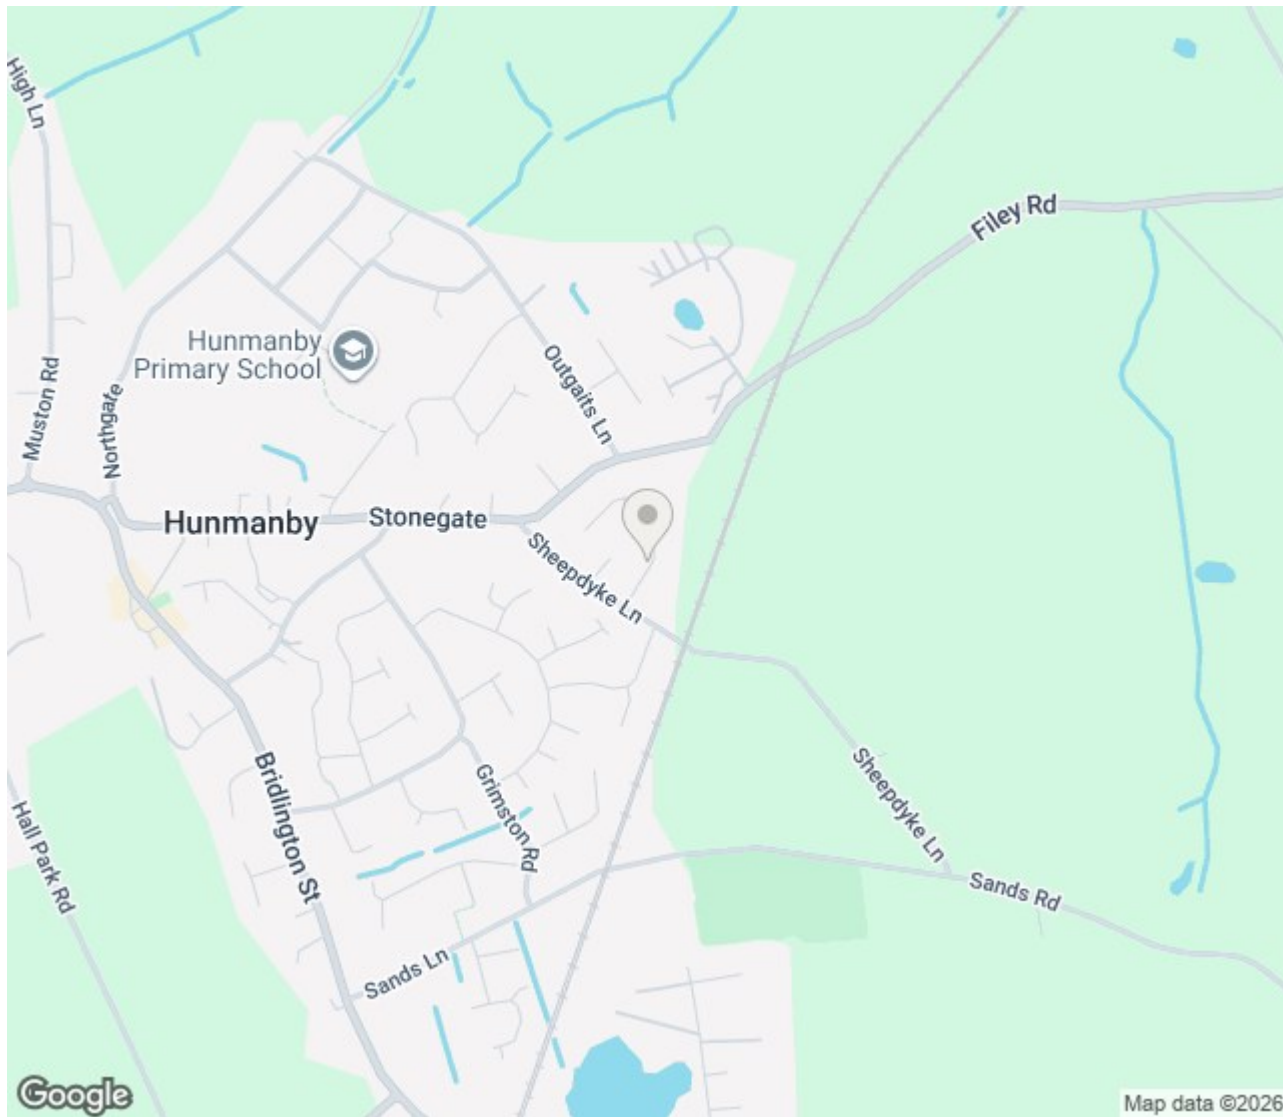 High Ln
Filey Rd
Hunmanby
Primary School
Outgaits Ln
Muston Rd
Northgate
Hunmanby
Stonegate
Sheepdyke Ln
Bridlington St
Grimston Rd
Sheepdyke Ln
Hall Park Rd
Sands Rd
Sands Ln
Google
Map data ©2026